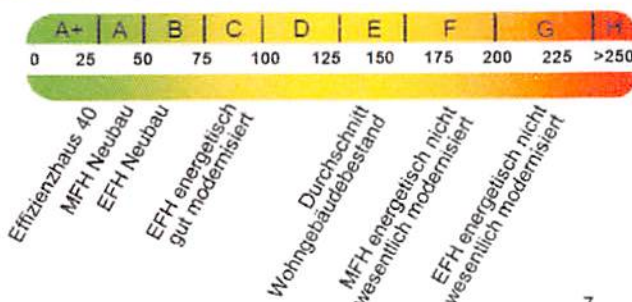 A+ A B C D E F G H
0 25 50 75 100 125 150 175 200 225 >250
Effizienzhaus 40
MFH Neubau
EFH Neubau
EFH energetisch
gut modernisiert
Durchschnitt
Wohngebäudebestand
MFH energetisch nicht
wesentlich modernisiert
EFH energetisch nicht
wesentlich modernisiert
7